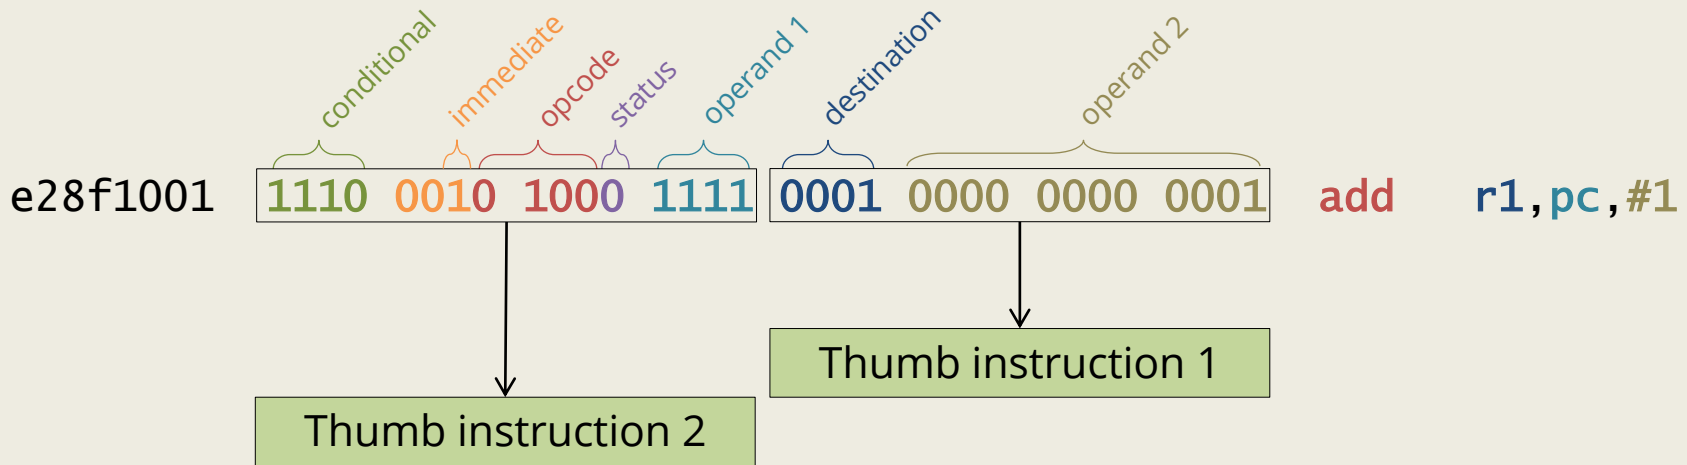 conditional
immediate
opcode
status
operand 1
destination
operand 2
e28f1001 1110 0010 1000 1111 0001 0000 0000 0001 add r1,pc,#1
Thumb instruction 1
Thumb instruction 2